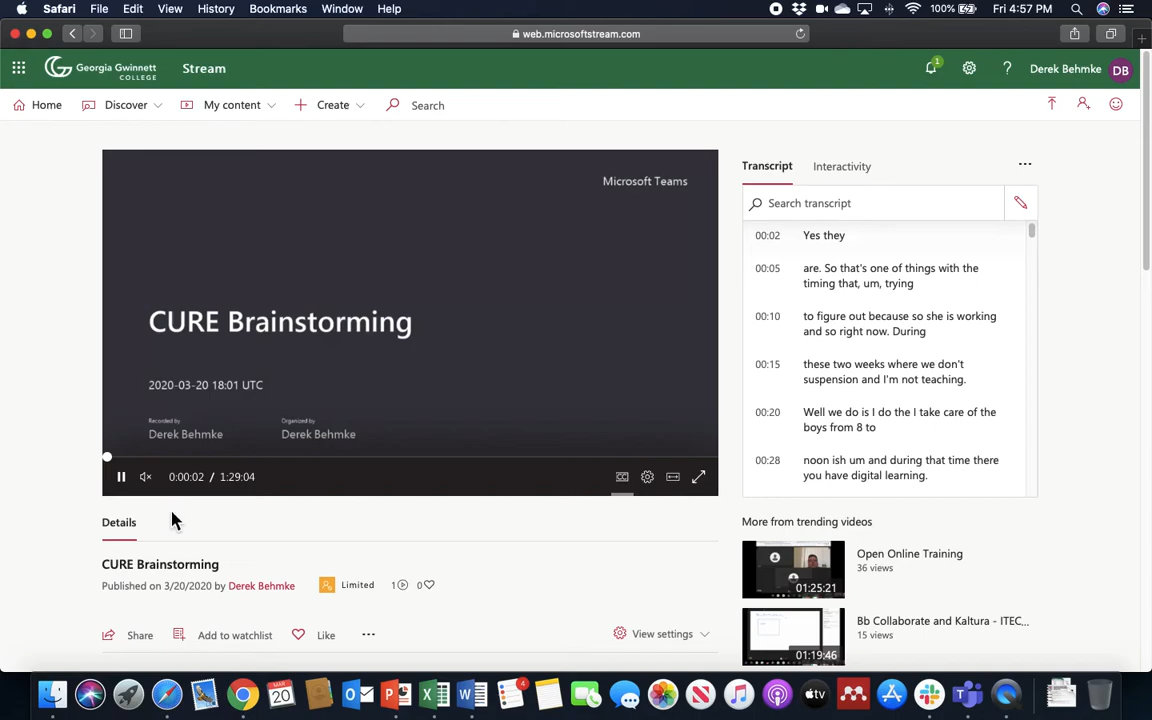 Safari File Edit View History Bookmarks Window Help 100% Fri 4:57 PM
web.microsoftstream.com
Georgia Gwinnett COLLEGE Stream 1 ? Derek Behmke DB
Home Discover My content Create Search
Microsoft Teams
CURE Brainstorming
2020-03-20 18:01 UTC
Recorded by Organized by
Derek Behmke Derek Behmke
0:00:02 / 1:29:04
Transcript Interactivity
Search transcript
00:02 Yes they
00:05 are. So that's one of things with the
timing that, um, trying
00:10 to figure out because so she is working
and so right now. During
00:15 these two weeks where we don't
suspension and I'm not teaching.
00:20 Well we do is I do the I take care of the
boys from 8 to
00:28 noon ish um and during that time there
you have digital learning.
Details
CURE Brainstorming
Published on 3/20/2020 by Derek Behmke Limited 1 0
Share Add to watchlist Like View settings
More from trending videos
Open Online Training
36 views
01:25:21
Bb Collaborate and Kaltura - ITEC...
15 views
01:19:46
MAR
20
4
tv